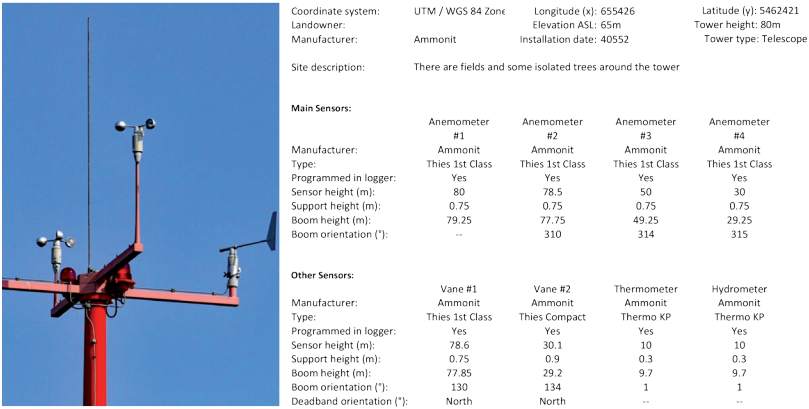 Coordinate system: UTM / WGS 84 Zone Longitude (x): 655426 Latitude (y): 5462421
Landowner: Elevation ASL: 65m Tower height: 80m
Manufacturer: Ammonit Installation date: 40552 Tower type: Telescope
Site description: There are fields and some isolated trees around the tower
Main Sensors:
Anemometer Anemometer Anemometer Anemometer
#1 #2 #3 #4
Manufacturer: Ammonit Ammonit Ammonit Ammonit
Type: Thies 1st Class Thies 1st Class Thies 1st Class Thies 1st Class
Programmed in logger: Yes Yes Yes Yes
Sensor height (m): 80 78.5 50 30
Support height (m): 0.75 0.75 0.75 0.75
Boom height (m): 79.25 77.75 49.25 29.25
Boom orientation (°): -- 310 314 315
Other Sensors:
Vane #1 Vane #2 Thermometer Hydrometer
Manufacturer: Ammonit Ammonit Ammonit Ammonit
Type: Thies 1st Class Thies Compact Thermo KP Thermo KP
Programmed in logger: Yes Yes Yes Yes
Sensor height (m): 78.6 30.1 10 10
Support height (m): 0.75 0.9 0.3 0.3
Boom height (m): 77.85 29.2 9.7 9.7
Boom orientation (°): 130 134 1 1
Deadband orientation (°): North North -- --